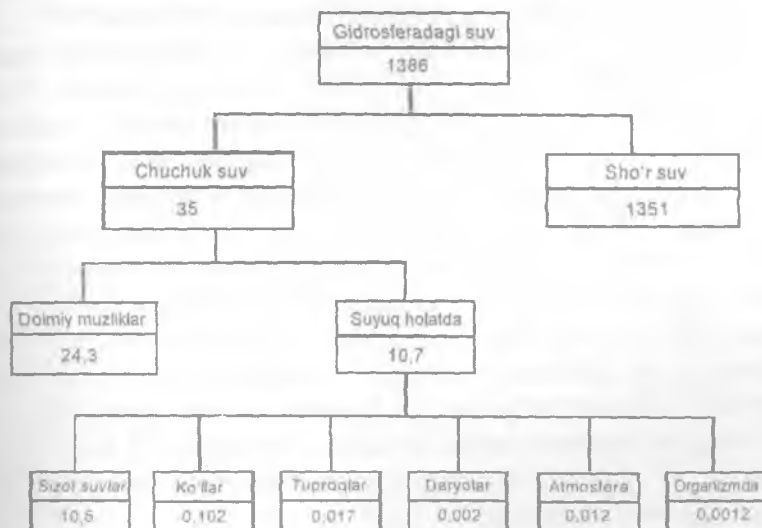 Gidrosferadagi suv
1386
Chuchuk suv
35
Sho'r suv
1351
Doimiy muzliklar
24,3
Suyuq holatda
10,7
Sizot suvlar
10,5
Ko'llar
0,102
Tuproqlar
0,017
Daryolar
0,002
Atmosfera
0,012
Organizmda
0,0012